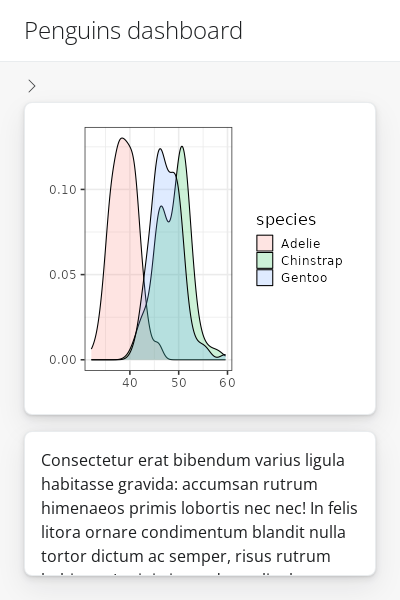 Penguins dashboard
0.10
0.05
0.00
40 50 60
species
Adelie
Chinstrap
Gentoo
Consectetur erat bibendum varius ligula
habitasse gravida: accumsan rutrum
himenaeos primis lobortis nec nec! In felis
litora ornare condimentum blandit nulla
tortor dictum ac semper, risus rutrum